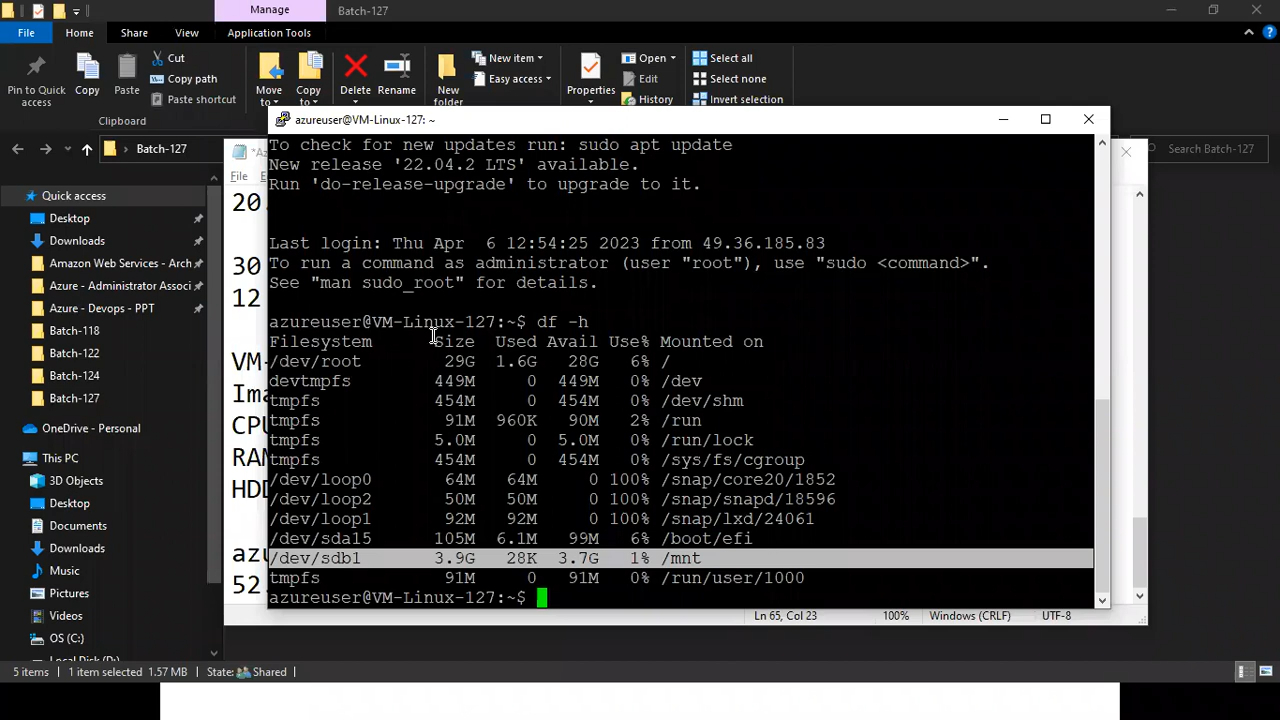 Manage
Batch-127
File
Home
Share
View
Application Tools
Pin to Quick access
Copy
Paste
Cut
Copy path
Paste shortcut
Move to
Copy to
Delete
Rename
New folder
New item
Easy access
Properties
Open
Edit
History
Select all
Select none
Invert selection
Clipboard
Batch-127
Search Batch-127
Quick access
Desktop
Downloads
Amazon Web Services - Arch
Azure - Administrator Associ
Azure - Devops - PPT
Batch-118
Batch-122
Batch-124
Batch-127
OneDrive - Personal
This PC
3D Objects
Desktop
Documents
Downloads
Music
Pictures
Videos
OS (C:)
Local Disk (D:)
File
20.
30
12
VM-
Ima
CPU
RAM
HDD
azu
52.
azureuser@VM-Linux-127: ~
To check for new updates run: sudo apt update
New release '22.04.2 LTS' available.
Run 'do-release-upgrade' to upgrade to it.
Last login: Thu Apr  6 12:54:25 2023 from 49.36.185.83
To run a command as administrator (user "root"), use "sudo <command>".
See "man sudo_root" for details.
azureuser@VM-Linux-127:~$ df -h
Filesystem      Size  Used Avail Use% Mounted on
/dev/root        29G  1.6G   28G   6% /
devtmpfs        449M     0  449M   0% /dev
tmpfs           454M     0  454M   0% /dev/shm
tmpfs            91M  960K   90M   2% /run
tmpfs           5.0M     0  5.0M   0% /run/lock
tmpfs           454M     0  454M   0% /sys/fs/cgroup
/dev/loop0       64M   64M     0 100% /snap/core20/1852
/dev/loop2       50M   50M     0 100% /snap/snapd/18596
/dev/loop1       92M   92M     0 100% /snap/lxd/24061
/dev/sda15      105M  6.1M   99M   6% /boot/efi
/dev/sdb1       3.9G   28K  3.7G   1% /mnt
tmpfs            91M     0   91M   0% /run/user/1000
azureuser@VM-Linux-127:~$
Ln 65, Col 23
100%
Windows (CRLF)
UTF-8
5 items
1 item selected 1.57 MB
State: Shared